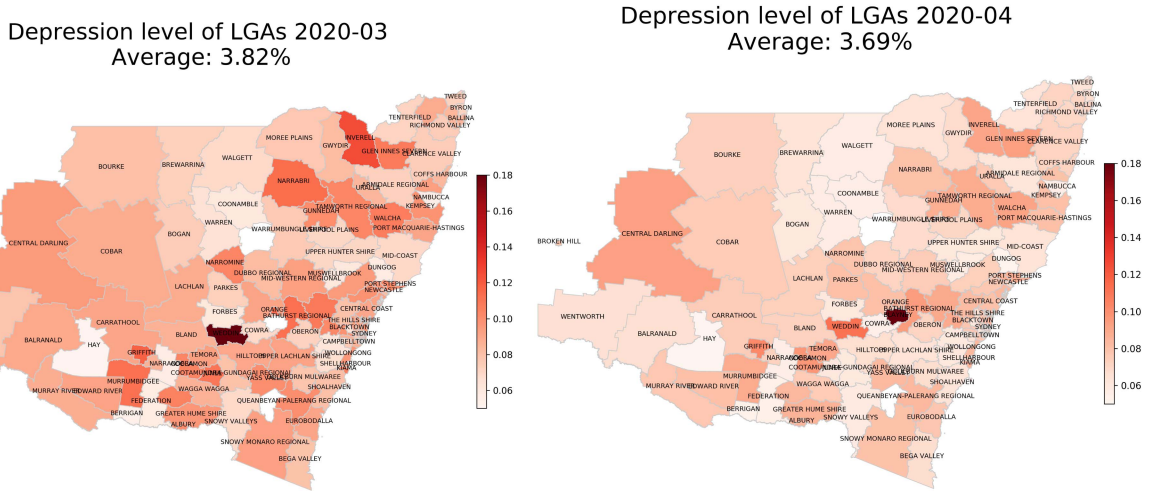 Depression level of LGAs 2020-03
Average: 3.82%
TWEED
BYRON
TENTERFIELD
BALLINA
RICHMOND VALLEY
MOREE PLAINS
INVERELL
GWYDIR
GLEN INNES SEVERN
CLARENCE VALLEY
WALGETT
BREWARRINA
BOURKE
COFFS HARBOUR
NARRABRI
ARMIDALE REGIONAL
URALLA
NAMBUCCA
COONAMBLE
TAMWORTH REGIONAL
KEMPSEY
GUNNEDAH
WALCHA
WARREN
WARRUMBUNGLE
LIVERPOOL PLAINS
PORT MACQUARIE-HASTINGS
BOGAN
CENTRAL DARLING
COBAR
UPPER HUNTER SHIRE
MID-COAST
NARROMINE
DUNGOG
DUBBO REGIONAL
MUSWELLBROOK
MID-WESTERN REGIONAL
PORT STEPHENS
LACHLAN
PARKES
NEWCASTLE
FORBES
ORANGE
CENTRAL COAST
BATHURST REGIONAL
CARRATHOOL
THE HILLS SHIRE
BLACKTOWN
BLAND
COWRA
OBERON
SYDNEY
BALRANALD
HAY
CAMPBELLTOWN
GRIFFITH
TEMORA
HILLTOPS
UPPER LACHLAN SHIRE
WOLLONGONG
SHELLHARBOUR
KIAMA
MURRUMBIDGEE
YASS VALLEY
SHOALHAVEN
MURRAY RIVER
EDWARD RIVER
WAGGA WAGGA
FEDERATION
QUEANBEYAN-PALERANG REGIONAL
BERRIGAN
GREATER HUME SHIRE
ALBURY
SNOWY VALLEYS
EUROBODALLA
SNOWY MONARO REGIONAL
BEGA VALLEY
0.18
0.16
0.14
0.12
0.10
0.08
0.06
Depression level of LGAs 2020-04
Average: 3.69%
TWEED
BYRON
TENTERFIELD
BALLINA
RICHMOND VALLEY
MOREE PLAINS
INVERELL
GWYDIR
GLEN INNES SEVERN
CLARENCE VALLEY
WALGETT
BREWARRINA
BOURKE
COFFS HARBOUR
NARRABRI
ARMIDALE REGIONAL
URALLA
NAMBUCCA
COONAMBLE
TAMWORTH REGIONAL
KEMPSEY
GUNNEDAH
WALCHA
WARREN
WARRUMBUNGLE
LIVERPOOL PLAINS
PORT MACQUARIE-HASTINGS
BOGAN
CENTRAL DARLING
BROKEN HILL
COBAR
UPPER HUNTER SHIRE
MID-COAST
NARROMINE
DUNGOG
DUBBO REGIONAL
MUSWELLBROOK
MID-WESTERN REGIONAL
PORT STEPHENS
LACHLAN
PARKES
NEWCASTLE
FORBES
ORANGE
CENTRAL COAST
BATHURST REGIONAL
WENTWORTH
CARRATHOOL
THE HILLS SHIRE
BLACKTOWN
BLAND
WEDDIN
COWRA
OBERON
SYDNEY
BALRANALD
HAY
CAMPBELLTOWN
GRIFFITH
TEMORA
HILLTOPS
UPPER LACHLAN SHIRE
WOLLONGONG
SHELLHARBOUR
KIAMA
MURRUMBIDGEE
YASS VALLEY
SHOALHAVEN
MURRAY RIVER
EDWARD RIVER
WAGGA WAGGA
FEDERATION
QUEANBEYAN-PALERANG REGIONAL
BERRIGAN
GREATER HUME SHIRE
ALBURY
SNOWY VALLEYS
EUROBODALLA
SNOWY MONARO REGIONAL
BEGA VALLEY
0.18
0.16
0.14
0.12
0.10
0.08
0.06